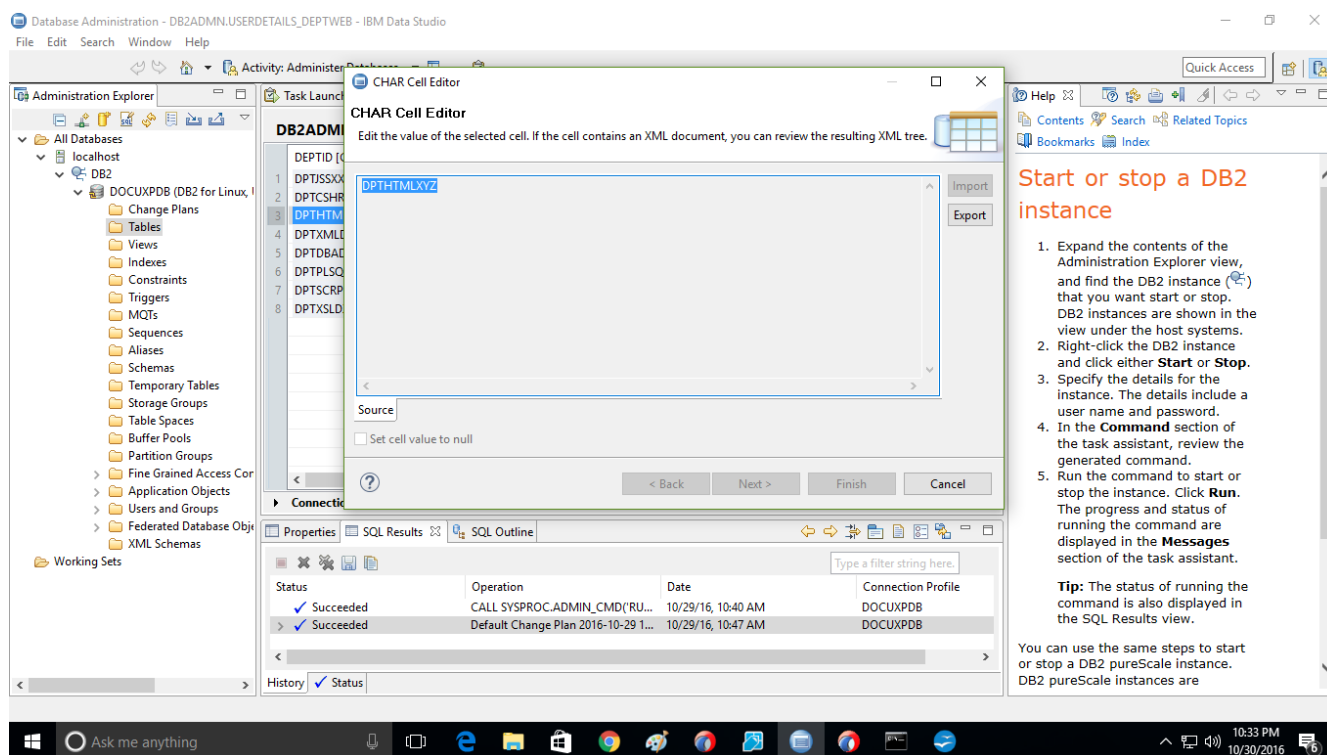 Database Administration - DB2ADMN.USERDETAILS_DEPTWEB - IBM Data Studio
File Edit Search Window Help
Quick Access
Administration Explorer
All Databases
localhost
DB2
DOCUXPDB (DB2 for Linux,
Change Plans
Tables
Views
Indexes
Constraints
Triggers
MQTs
Sequences
Aliases
Schemas
Temporary Tables
Storage Groups
Table Spaces
Buffer Pools
Partition Groups
Fine Grained Access Con
Application Objects
Users and Groups
Federated Database Obje
XML Schemas
Working Sets
Activity: Administer Databases
Task Launch
DB2ADM
DEPTID [C
1 DPTJSSXX
2 DPTCSHR
3 DPTHTM
4 DPTXMLD
5 DPTDBAD
6 DPTPLSQ
7 DPTSCRP
8 DPTXSLD
Connectio
CHAR Cell Editor
CHAR Cell Editor
Edit the value of the selected cell. If the cell contains an XML document, you can review the resulting XML tree.
DPTHTMLXYZ
Import
Export
Source
Set cell value to null
< Back Next > Finish Cancel
Properties SQL Results SQL Outline
Type a filter string here.
Status Operation Date Connection Profile
Succeeded CALL SYSPROC.ADMIN_CMD('RU... 10/29/16, 10:40 AM DOCUXPDB
Succeeded Default Change Plan 2016-10-29 1... 10/29/16, 10:47 AM DOCUXPDB
History Status
Help
Contents Search Related Topics
Bookmarks Index
Start or stop a DB2
instance
1. Expand the contents of the
Administration Explorer view,
and find the DB2 instance ( )
that you want start or stop.
DB2 instances are shown in the
view under the host systems.
2. Right-click the DB2 instance
and click either Start or Stop.
3. Specify the details for the
instance. The details include a
user name and password.
4. In the Command section of
the task assistant, review the
generated command.
5. Run the command to start or
stop the instance. Click Run.
The progress and status of
running the command are
displayed in the Messages
section of the task assistant.
Tip: The status of running the
command is also displayed in
the SQL Results view.
You can use the same steps to start
or stop a DB2 pureScale instance.
DB2 pureScale instances are
Ask me anything
10:33 PM
10/30/2016
6